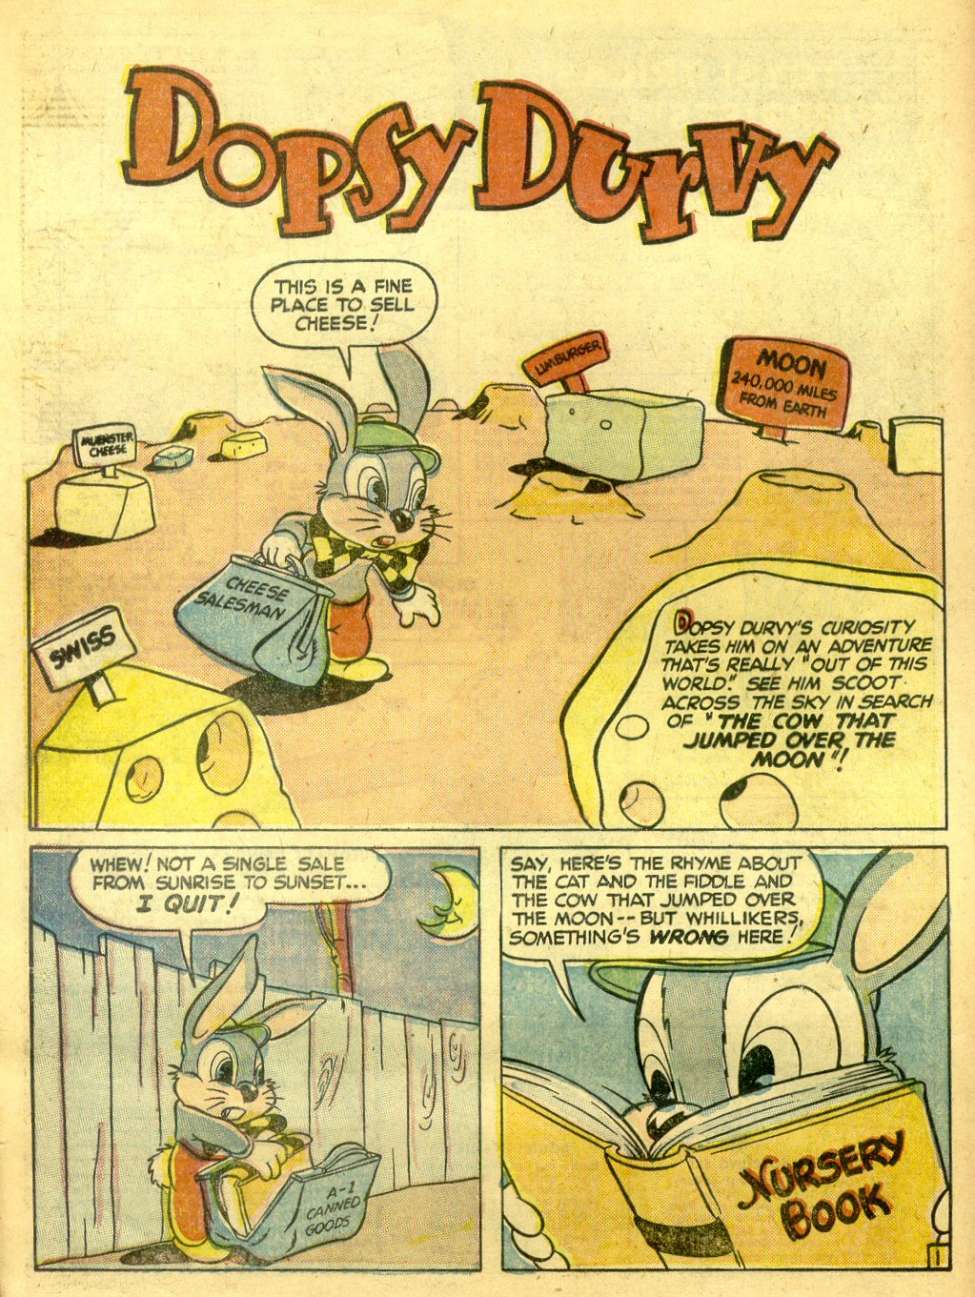 DOPSY DURVY
THIS IS A FINE
PLACE TO SELL
CHEESE!
LIMBURGER
MOON
240,000 MILES
FROM EARTH
MUENSTER
CHEESE
CHEESE
SALESMAN
SWISS
DOPSY DURVY'S CURIOSITY
TAKES HIM ON AN ADVENTURE
THAT'S REALLY "OUT OF THIS
WORLD." SEE HIM SCOOT
ACROSS THE SKY IN SEARCH
OF "THE COW THAT
JUMPED OVER THE
MOON"!
WHEW! NOT A SINGLE SALE
FROM SUNRISE TO SUNSET...
I QUIT!
A-1
CANNED
GOODS
SAY, HERE'S THE RHYME ABOUT
THE CAT AND THE FIDDLE AND
THE COW THAT JUMPED OVER
THE MOON--BUT WHILLIKERS,
SOMETHING'S WRONG HERE!
NURSERY
BOOK
1